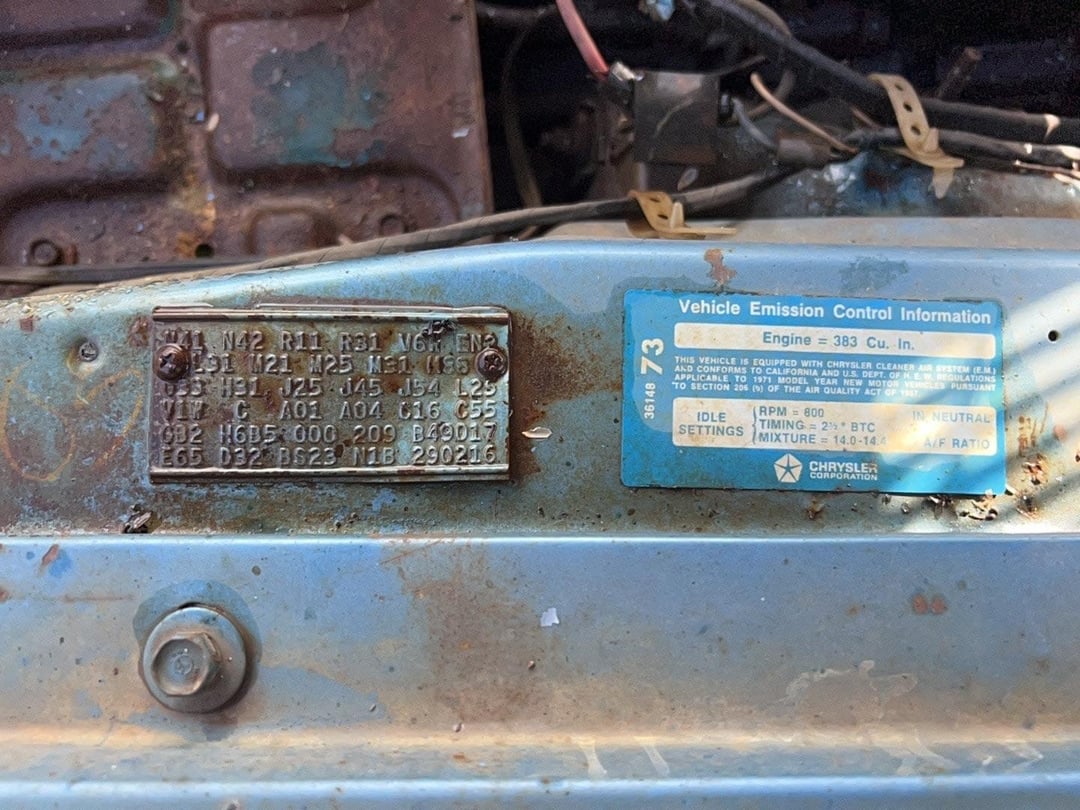 N42 R11 R31 V6W EN2
L31 M21 M25 M31 M85
H31 J25 J45 J54 L25
V1W C A01 A04 C16 C55
GB2 H6B5 000 209 B49017
E65 D32 BS23 N1B 290216
Vehicle Emission Control Information
Engine = 383 Cu. In.
36148 73
THIS VEHICLE IS EQUIPPED WITH CHRYSLER CLEANER AIR SYSTEM (E.M.)
AND CONFORMS TO CALIFORNIA AND U.S. DEPT. OF H.E.W. REGULATIONS
APPLICABLE TO 1971 MODEL YEAR NEW MOTOR VEHICLES PURSUANT
TO SECTION 206 (b) OF THE AIR QUALITY ACT OF 1967.
IDLE SETTINGS
RPM = 800 IN NEUTRAL
TIMING = 2½° BTC
MIXTURE = 14.0-14.4 A/F RATIO
CHRYSLER
CORPORATION